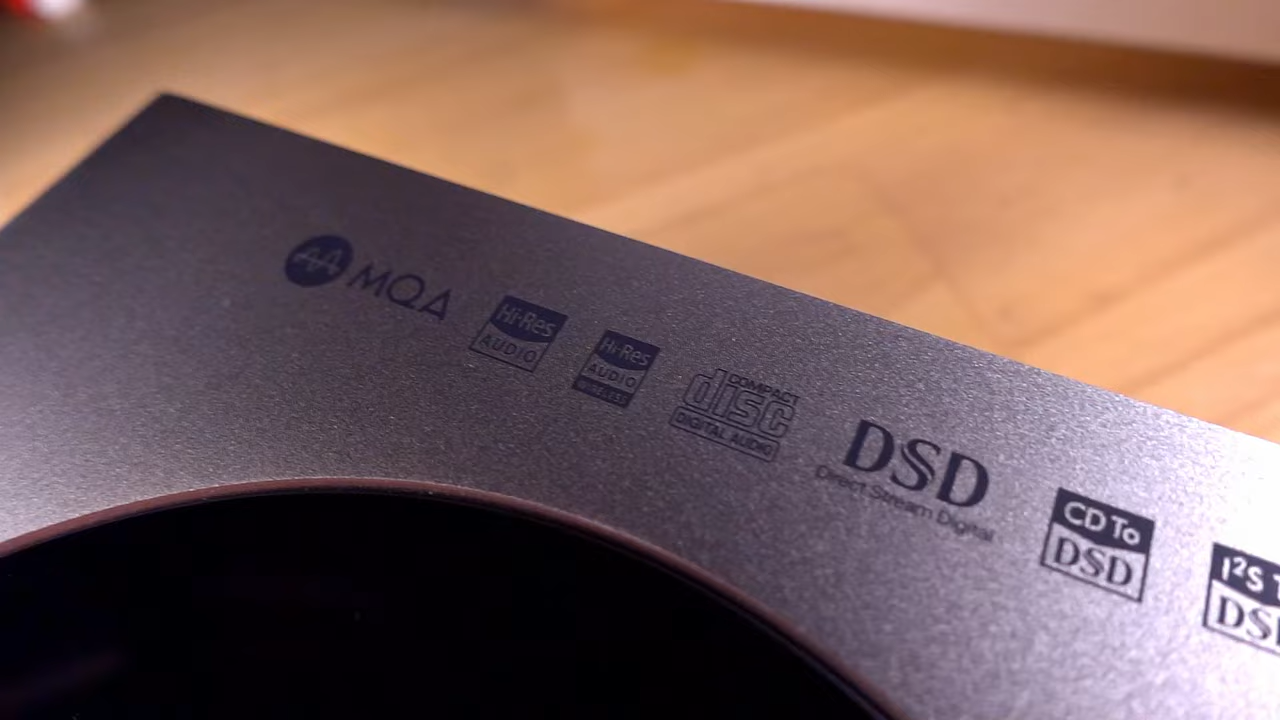 MQA
Hi-Res
AUDIO
Hi-Res
AUDIO
WIRELESS
COMPACT
disc
DIGITAL AUDIO
DSD
Direct Stream Digital
CD To
DSD
I²S